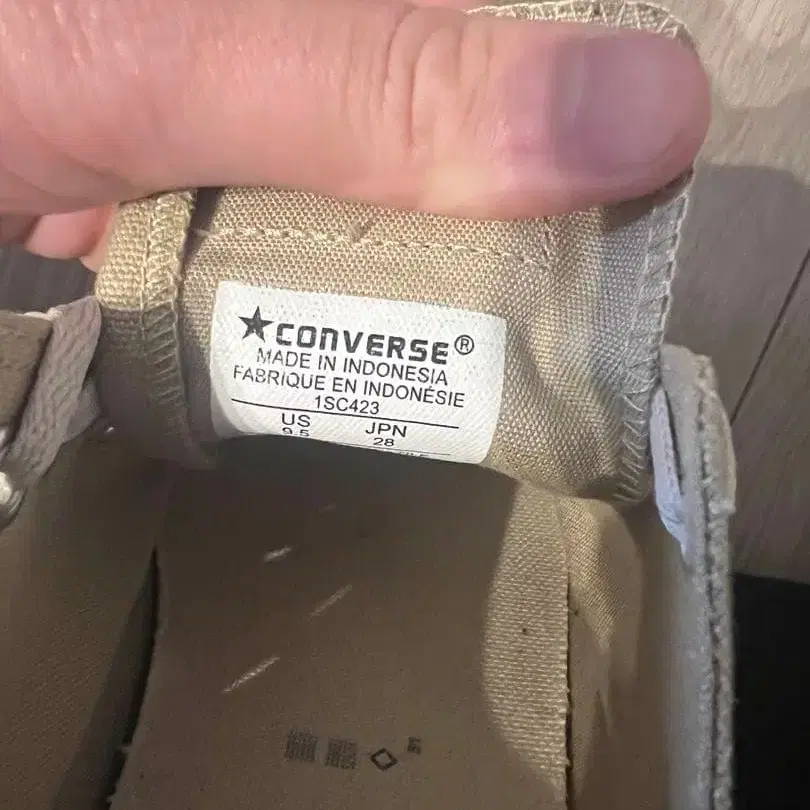 ★CONVERSE®
MADE IN INDONESIA
FABRIQUE EN INDONÉSIE
1SC423
US JPN
9.5 28